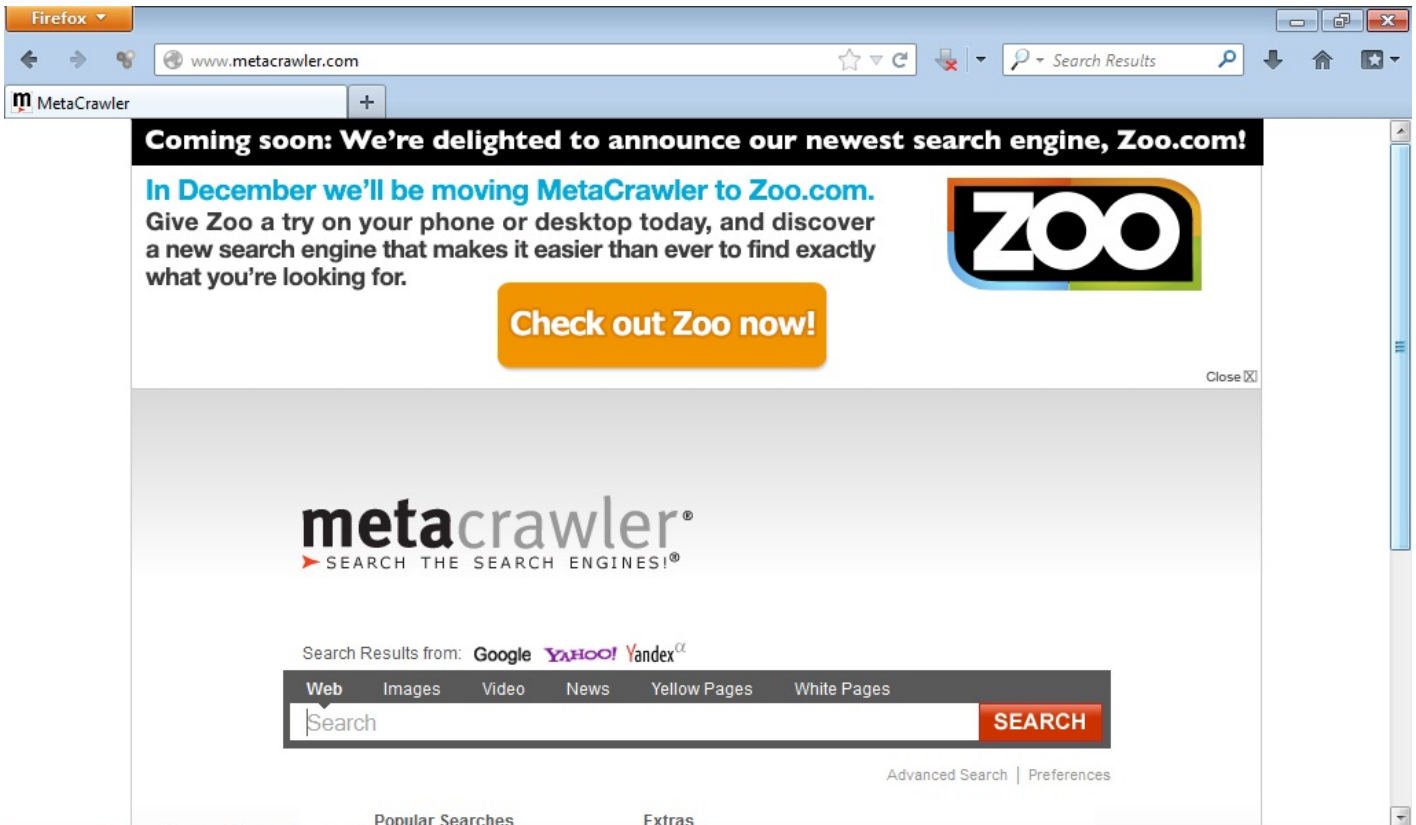 Firefox
www.metacrawler.com
Search Results
MetaCrawler
Coming soon: We're delighted to announce our newest search engine, Zoo.com!
In December we'll be moving MetaCrawler to Zoo.com.
Give Zoo a try on your phone or desktop today, and discover
a new search engine that makes it easier than ever to find exactly
what you're looking for.
ZOO
Check out Zoo now!
Close
metacrawler®
SEARCH THE SEARCH ENGINES!®
Search Results from: Google YAHOO! Yandex α
Web Images Video News Yellow Pages White Pages
Search SEARCH
Advanced Search | Preferences
Popular Searches Extras